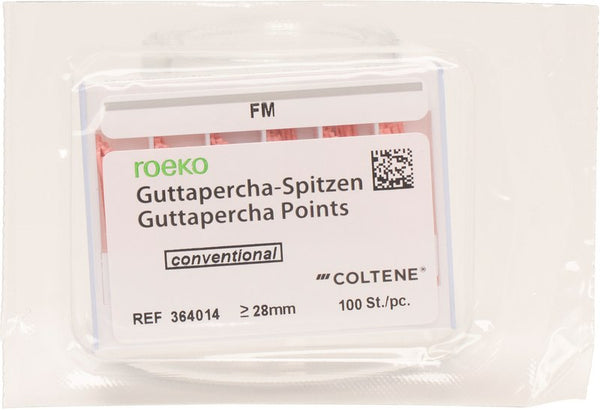 FM
roeko
Guttapercha-Spitzen
Guttapercha Points
conventional
COLTENE®
REF 364014 ≥ 28mm 100 St./pc.